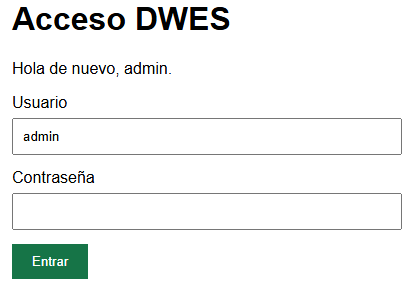 Acceso DWES
Hola de nuevo, admin.
Usuario
admin
Contraseña
Entrar